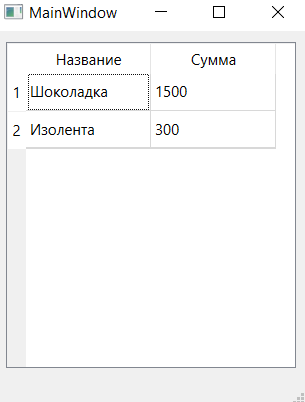 MainWindow
Название Сумма
1 Шоколадка 1500
2 Изолента 300